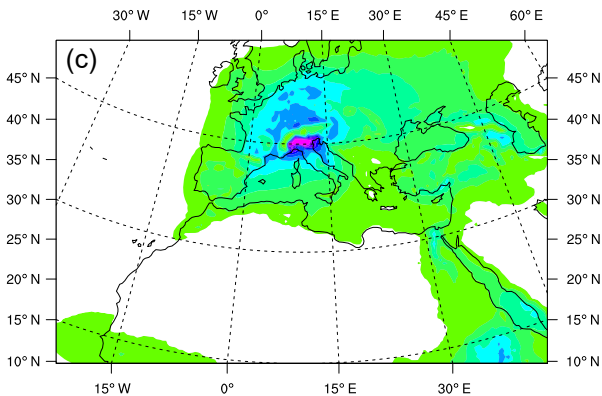 30° W 15° W 0° 15° E 30° E 45° E 60° E
(c)
45° N 45° N
40° N 40° N
35° N 35° N
30° N 30° N
25° N 25° N
20° N 20° N
15° N 15° N
10° N 10° N
15° W 0° 15° E 30° E